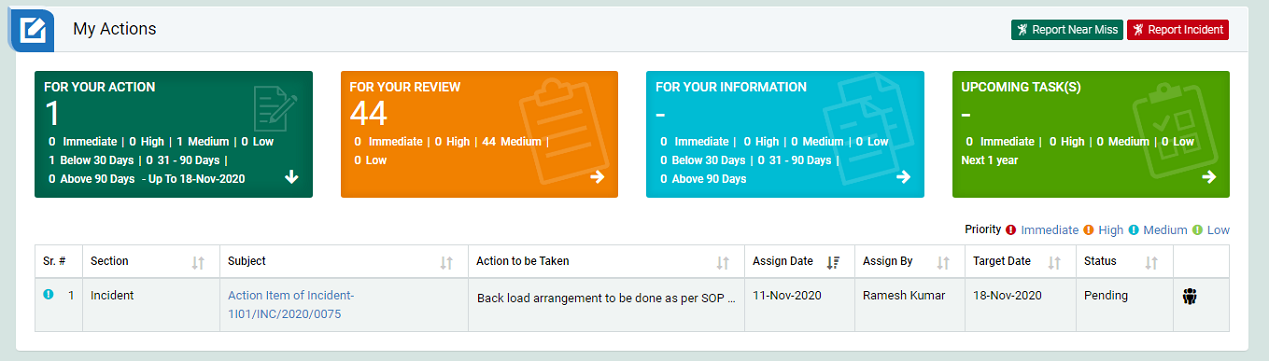 My Actions
Report Near Miss
Report Incident
FOR YOUR ACTION
1
0 Immediate | 0 High | 1 Medium | 0 Low
1 Below 30 Days | 0 31 - 90 Days |
0 Above 90 Days - Up To 18-Nov-2020
FOR YOUR REVIEW
44
0 Immediate | 0 High | 44 Medium |
0 Low
FOR YOUR INFORMATION
-
0 Immediate | 0 High | 0 Medium | 0 Low
0 Below 30 Days | 0 31 - 90 Days |
0 Above 90 Days
UPCOMING TASK(S)
-
0 Immediate | 0 High | 0 Medium | 0 Low
Next 1 year
Priority Immediate High Medium Low
Sr. # Section Subject Action to be Taken Assign Date Assign By Target Date Status
1 Incident Action Item of Incident-
1I01/INC/2020/0075
Back load arrangement to be done as per SOP ...
11-Nov-2020 Ramesh Kumar 18-Nov-2020 Pending